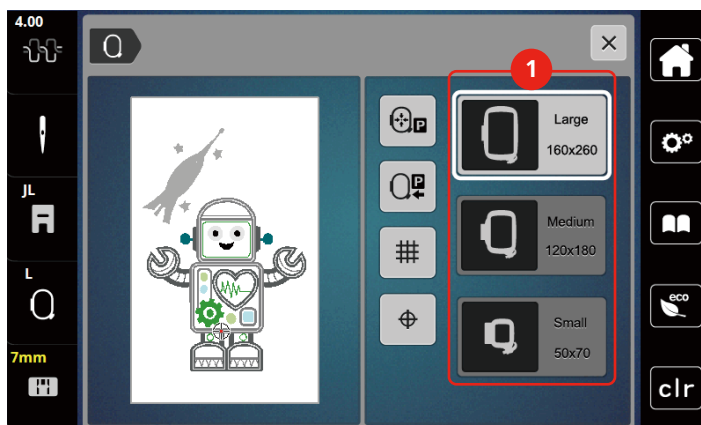 4.00
1
P
Large
160x260
JL
P
Medium
120x180
L
eco
Small
7mm
50x70
clr